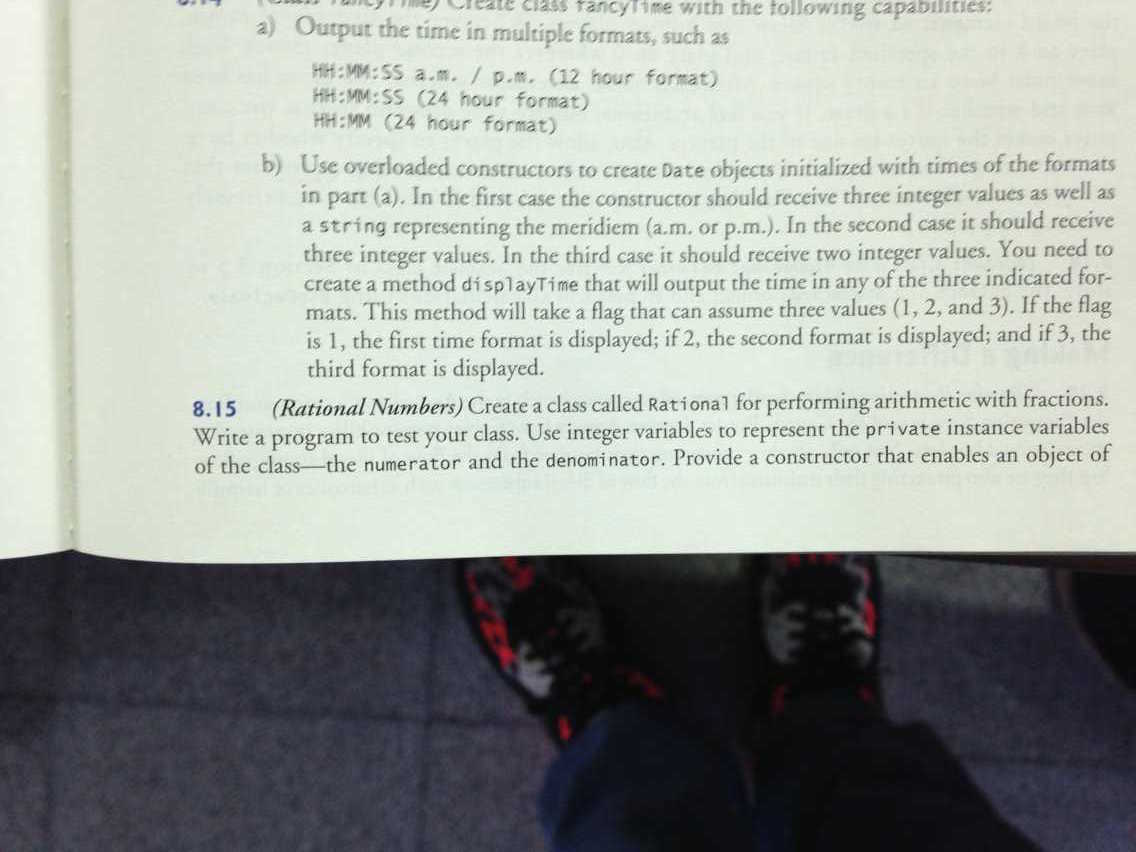 Create class FancyTime with the following capabilities:
a) Output the time in multiple formats, such as
HH:MM:SS a.m. / p.m. (12 hour format)
HH:MM:SS (24 hour format)
HH:MM (24 hour format)
b) Use overloaded constructors to create Date objects initialized with times of the formats
in part (a). In the first case the constructor should receive three integer values as well as
a string representing the meridiem (a.m. or p.m.). In the second case it should receive
three integer values. In the third case it should receive two integer values. You need to
create a method displayTime that will output the time in any of the three indicated for-
mats. This method will take a flag that can assume three values (1, 2, and 3). If the flag
is 1, the first time format is displayed; if 2, the second format is displayed; and if 3, the
third format is displayed.
8.15 (Rational Numbers) Create a class called Rational for performing arithmetic with fractions.
Write a program to test your class. Use integer variables to represent the private instance variables
of the class—the numerator and the denominator. Provide a constructor that enables an object of